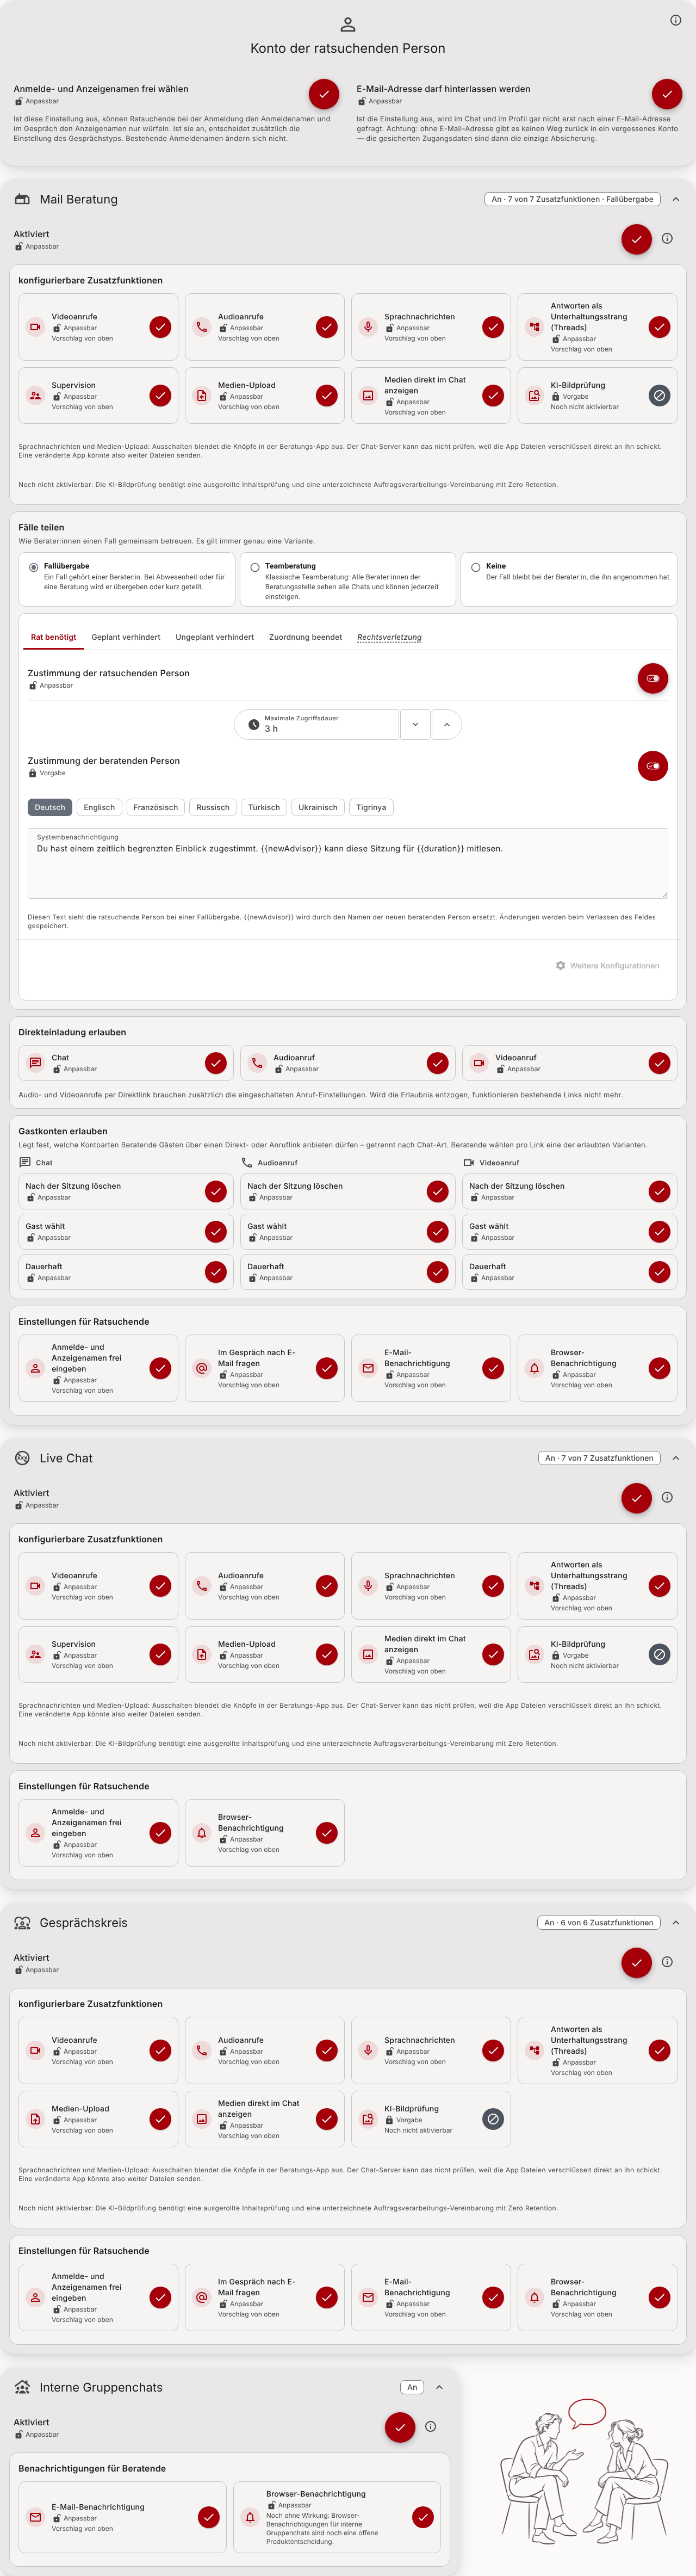 Konto der ratsuchenden Person
Anmelde- und Anzeigenamen frei wählen
Anpassbar
Ist diese Einstellung aus, können Ratsuchende bei der Anmeldung den Anmeldenamen und
im Gespräch den Anzeigenamen nur würfeln. Ist sie an, entscheidet zusätzlich die
Einstellung des Gesprächstyps. Bestehende Anmeldenamen ändern sich nicht.
E-Mail-Adresse darf hinterlassen werden
Anpassbar
Ist die Einstellung aus, wird im Chat und im Profil gar nicht erst nach einer E-Mail-Adresse
gefragt. Achtung: ohne E-Mail-Adresse gibt es keinen Weg zurück in ein vergessenes Konto
— die gesicherten Zugangsdaten sind dann die einzige Absicherung.
Mail Beratung
An · 7 von 7 Zusatzfunktionen · Fallübergabe
Aktiviert
Anpassbar
konfigurierbare Zusatzfunktionen
Videoanrufe
Anpassbar
Vorschlag von oben
Audioanrufe
Anpassbar
Vorschlag von oben
Sprachnachrichten
Anpassbar
Vorschlag von oben
Antworten als
Unterhaltungsstrang
(Threads)
Anpassbar
Vorschlag von oben
Supervision
Anpassbar
Vorschlag von oben
Medien-Upload
Anpassbar
Vorschlag von oben
Medien direkt im Chat
anzeigen
Anpassbar
Vorschlag von oben
KI-Bildprüfung
Vorgabe
Noch nicht aktivierbar
Sprachnachrichten und Medien-Upload: Ausschalten blendet die Knöpfe in der Beratungs-App aus. Der Chat-Server kann das nicht prüfen, weil die App Dateien verschlüsselt direkt an ihn schickt.
Eine veränderte App könnte also weiter Dateien senden.
Noch nicht aktivierbar: Die KI-Bildprüfung benötigt eine ausgerollte Inhaltsprüfung und eine unterzeichnete Auftragsverarbeitungs-Vereinbarung mit Zero Retention.
Fälle teilen
Wie Berater:innen einen Fall gemeinsam betreuen. Es gilt immer genau eine Variante.
Fallübergabe
Ein Fall gehört einer Berater:in. Bei Abwesenheit oder für
eine Beratung wird er übergeben oder kurz geteilt.
Teamberatung
Klassische Teamberatung: Alle Berater:innen der
Beratungsstelle sehen alle Chats und können jederzeit
einsteigen.
Keine
Der Fall bleibt bei der Berater:in, die ihn angenommen hat.
Rat benötigt
Geplant verhindert
Ungeplant verhindert
Zuordnung beendet
Rechtsverletzung
Zustimmung der ratsuchenden Person
Anpassbar
Maximale Zugriffsdauer
3 h
Zustimmung der beratenden Person
Vorgabe
Deutsch
Englisch
Französisch
Russisch
Türkisch
Ukrainisch
Tigrinya
Systembenachrichtigung
Du hast einem zeitlich begrenzten Einblick zugestimmt. {{newAdvisor}} kann diese Sitzung für {{duration}} mitlesen.
Diesen Text sieht die ratsuchende Person bei einer Fallübergabe. {{newAdvisor}} wird durch den Namen der neuen beratenden Person ersetzt. Änderungen werden beim Verlassen des Feldes
gespeichert.
Weitere Konfigurationen
Direkteinladung erlauben
Chat
Anpassbar
Audioanruf
Anpassbar
Videoanruf
Anpassbar
Audio- und Videoanrufe per Direktlink brauchen zusätzlich die eingeschalteten Anruf-Einstellungen. Wird die Erlaubnis entzogen, funktionieren bestehende Links nicht mehr.
Gastkonten erlauben
Legt fest, welche Kontoarten Beratende Gästen über einen Direkt- oder Anruflink anbieten dürfen – getrennt nach Chat-Art. Beratende wählen pro Link eine der erlaubten Varianten.
Chat
Audioanruf
Videoanruf
Nach der Sitzung löschen
Anpassbar
Nach der Sitzung löschen
Anpassbar
Nach der Sitzung löschen
Anpassbar
Gast wählt
Anpassbar
Gast wählt
Anpassbar
Gast wählt
Anpassbar
Dauerhaft
Anpassbar
Dauerhaft
Anpassbar
Dauerhaft
Anpassbar
Einstellungen für Ratsuchende
Anmelde- und
Anzeigenamen frei
eingeben
Anpassbar
Vorschlag von oben
Im Gespräch nach E-
Mail fragen
Anpassbar
Vorschlag von oben
E-Mail-
Benachrichtigung
Anpassbar
Vorschlag von oben
Browser-
Benachrichtigung
Anpassbar
Vorschlag von oben
Live Chat
An · 7 von 7 Zusatzfunktionen
Aktiviert
Anpassbar
konfigurierbare Zusatzfunktionen
Videoanrufe
Anpassbar
Vorschlag von oben
Audioanrufe
Anpassbar
Vorschlag von oben
Sprachnachrichten
Anpassbar
Vorschlag von oben
Antworten als
Unterhaltungsstrang
(Threads)
Anpassbar
Vorschlag von oben
Supervision
Anpassbar
Vorschlag von oben
Medien-Upload
Anpassbar
Vorschlag von oben
Medien direkt im Chat
anzeigen
Anpassbar
Vorschlag von oben
KI-Bildprüfung
Vorgabe
Noch nicht aktivierbar
Sprachnachrichten und Medien-Upload: Ausschalten blendet die Knöpfe in der Beratungs-App aus. Der Chat-Server kann das nicht prüfen, weil die App Dateien verschlüsselt direkt an ihn schickt.
Eine veränderte App könnte also weiter Dateien senden.
Noch nicht aktivierbar: Die KI-Bildprüfung benötigt eine ausgerollte Inhaltsprüfung und eine unterzeichnete Auftragsverarbeitungs-Vereinbarung mit Zero Retention.
Einstellungen für Ratsuchende
Anmelde- und
Anzeigenamen frei
eingeben
Anpassbar
Vorschlag von oben
Browser-
Benachrichtigung
Anpassbar
Vorschlag von oben
Gesprächskreis
An · 6 von 6 Zusatzfunktionen
Aktiviert
Anpassbar
konfigurierbare Zusatzfunktionen
Videoanrufe
Anpassbar
Vorschlag von oben
Audioanrufe
Anpassbar
Vorschlag von oben
Sprachnachrichten
Anpassbar
Vorschlag von oben
Antworten als
Unterhaltungsstrang
(Threads)
Anpassbar
Vorschlag von oben
Medien-Upload
Anpassbar
Vorschlag von oben
Medien direkt im Chat
anzeigen
Anpassbar
Vorschlag von oben
KI-Bildprüfung
Vorgabe
Noch nicht aktivierbar
Sprachnachrichten und Medien-Upload: Ausschalten blendet die Knöpfe in der Beratungs-App aus. Der Chat-Server kann das nicht prüfen, weil die App Dateien verschlüsselt direkt an ihn schickt.
Eine veränderte App könnte also weiter Dateien senden.
Noch nicht aktivierbar: Die KI-Bildprüfung benötigt eine ausgerollte Inhaltsprüfung und eine unterzeichnete Auftragsverarbeitungs-Vereinbarung mit Zero Retention.
Einstellungen für Ratsuchende
Anmelde- und
Anzeigenamen frei
eingeben
Anpassbar
Vorschlag von oben
Im Gespräch nach E-
Mail fragen
Anpassbar
Vorschlag von oben
E-Mail-
Benachrichtigung
Anpassbar
Vorschlag von oben
Browser-
Benachrichtigung
Anpassbar
Vorschlag von oben
Interne Gruppenchats
An
Aktiviert
Anpassbar
Benachrichtigungen für Beratende
E-Mail-Benachrichtigung
Anpassbar
Vorschlag von oben
Browser-Benachrichtigung
Anpassbar
Noch ohne Wirkung: Browser-
Benachrichtigungen für interne
Gruppenchats sind noch eine offene
Produktentscheidung.